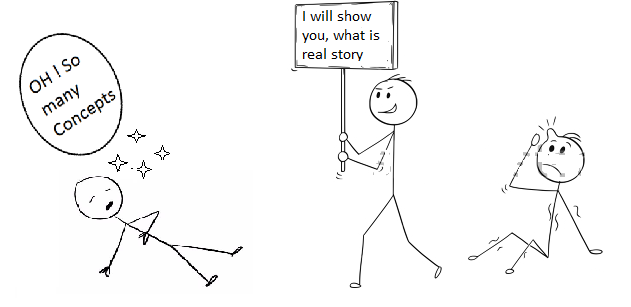 OH ! So
many
Concepts
I will show
you, what is
real story